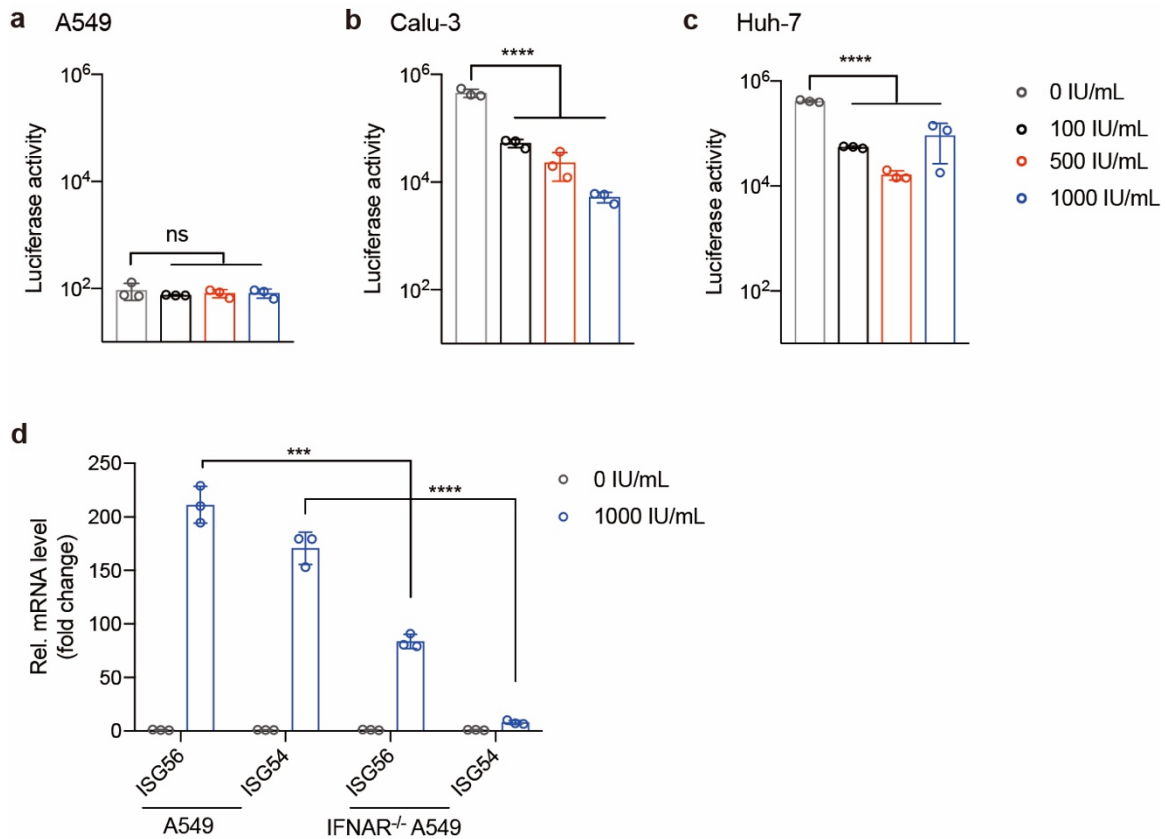 a A549
b Calu-3
c Huh-7
Luciferase activity
10⁶
10⁴
10²
ns
Luciferase activity
10⁶
10⁴
10²
****
Luciferase activity
10⁶
10⁴
10²
****
0 IU/mL
100 IU/mL
500 IU/mL
1000 IU/mL
d
Rel. mRNA level
(fold change)
250
200
150
100
50
0
***
****
0 IU/mL
1000 IU/mL
ISG56
ISG54
ISG56
ISG54
A549
IFNAR⁻/⁻ A549